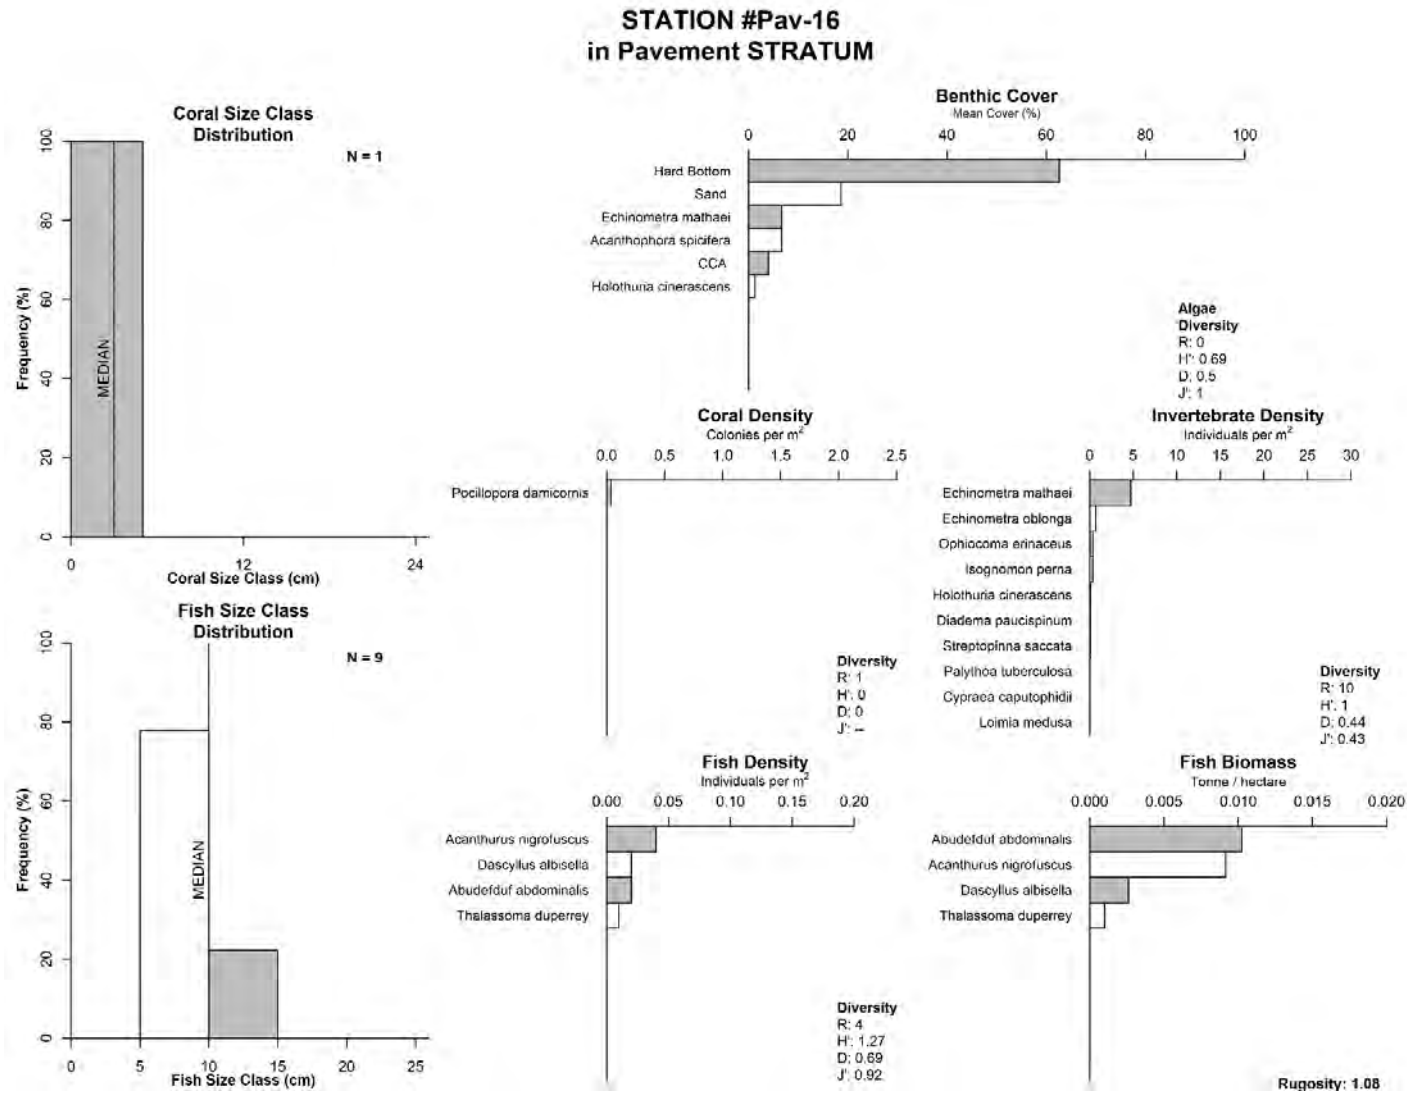 STATION #Pav-16
in Pavement STRATUM
Coral Size Class
Distribution
N = 1
Frequency (%)
0
20
40
60
80
100
MEDIAN
0 12 24
Coral Size Class (cm)
Benthic Cover
Mean Cover (%)
0 20 40 60 80 100
Hard Bottom
Sand
Echinometra mathaei
Acanthophora spicifera
CCA
Holothuria cinerascens
Algae
Diversity
R: 0
H': 0.69
D: 0.5
J': 1
Coral Density
Colonies per m²
0.0 0.5 1.0 1.5 2.0 2.5
Pocillopora damicornis
Diversity
R: 1
H': 0
D: 0
J': --
Invertebrate Density
Individuals per m²
0 5 10 15 20 25 30
Echinometra mathaei
Echinometra oblonga
Ophiocoma erinaceus
Isognomon perna
Holothuria cinerascens
Diadema paucispinum
Streptopinna saccata
Palythoa tuberculosa
Cypraea caputophidii
Loimia medusa
Diversity
R: 10
H': 1
D: 0.44
J': 0.43
Fish Size Class
Distribution
N = 9
Frequency (%)
0
20
40
60
80
100
MEDIAN
0 5 10 15 20 25
Fish Size Class (cm)
Fish Density
Individuals per m²
0.00 0.05 0.10 0.15 0.20
Acanthurus nigrofuscus
Dascyllus albisella
Abudefduf abdominalis
Thalassoma duperrey
Diversity
R: 4
H': 1.27
D: 0.69
J': 0.92
Fish Biomass
Tonne / hectare
0.000 0.005 0.010 0.015 0.020
Abudefduf abdominalis
Acanthurus nigrofuscus
Dascyllus albisella
Thalassoma duperrey
Rugosity: 1.08